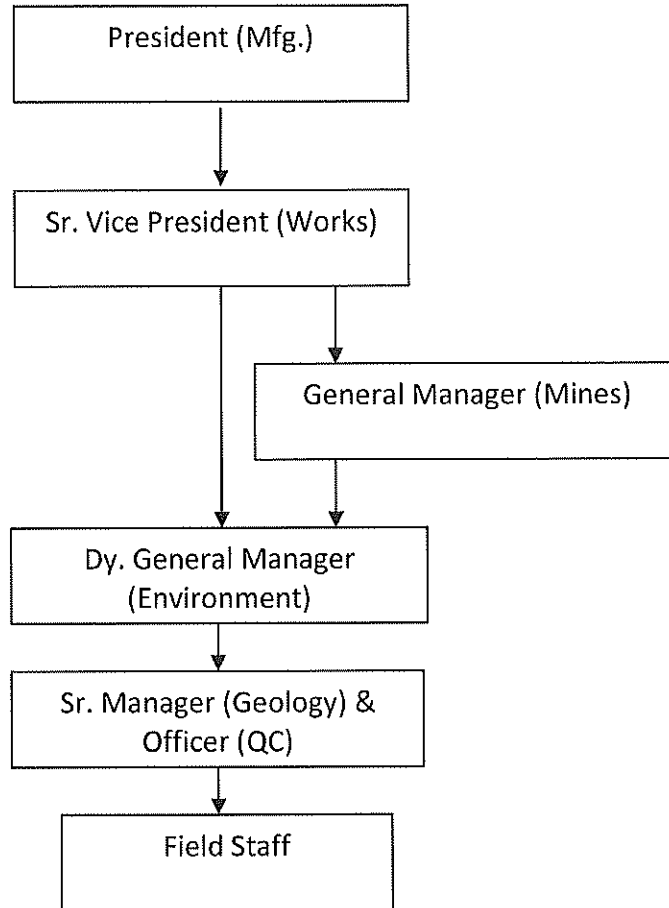 President (Mfg.)
Sr. Vice President (Works)
General Manager (Mines)
Dy. General Manager
(Environment)
Sr. Manager (Geology) &
Officer (QC)
Field Staff